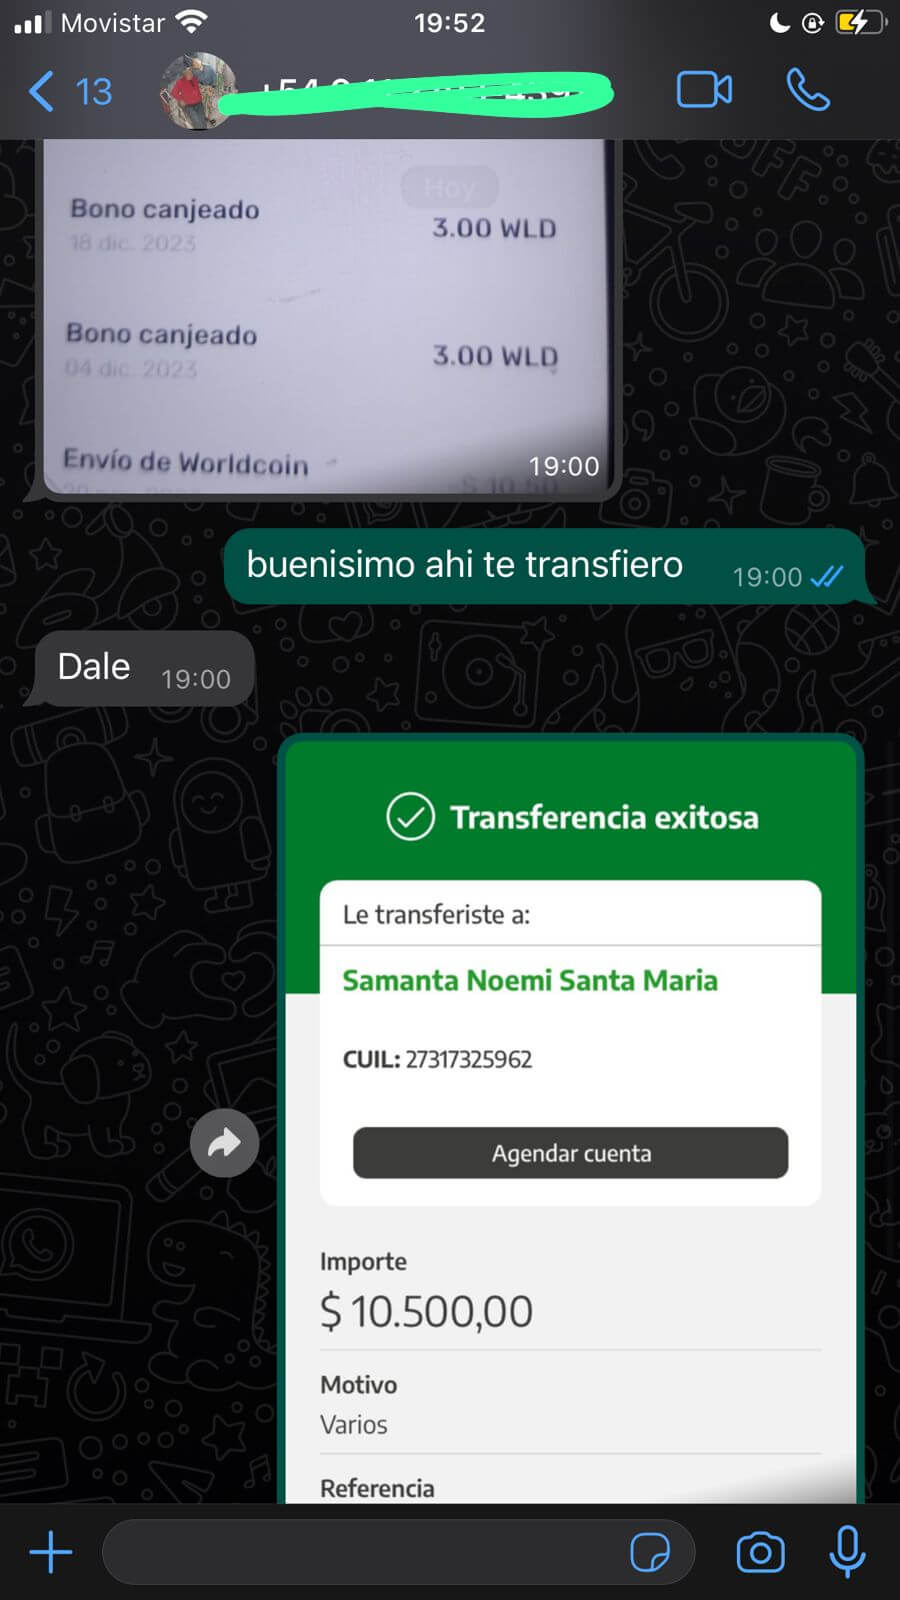 Movistar
19:52
13
Hoy
Bono canjeado
3.00 WLD
18 dic. 2023
Bono canjeado
3.00 WLD
04 dic. 2023
Envío de Worldcoin
19:00
buenisimo ahi te transfiero
19:00
Dale
19:00
Transferencia exitosa
Le transferiste a:
Samanta Noemi Santa Maria
CUIL: 27317325962
Agendar cuenta
Importe
$ 10.500,00
Motivo
Varios
Referencia